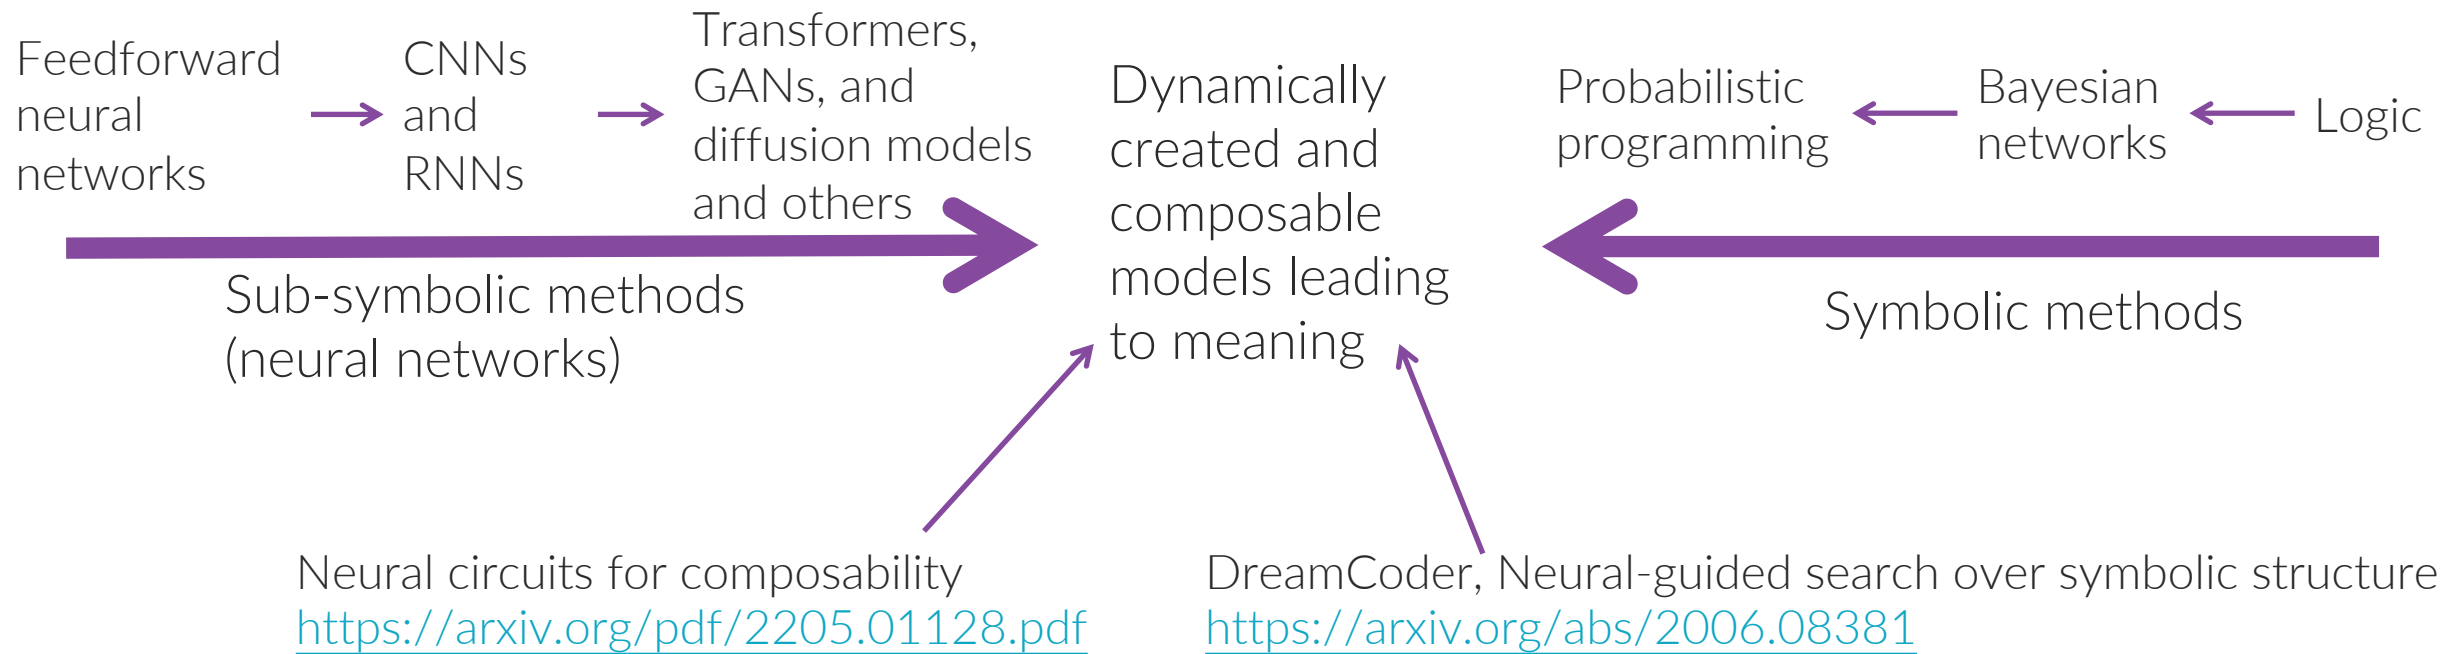 Feedforward
neural
networks
CNNs
and
RNNs
Transformers,
GANs, and
diffusion models
and others
Dynamically
created and
composable
models leading
to meaning
Probabilistic
programming
Bayesian
networks
Logic
Sub-symbolic methods
(neural networks)
Symbolic methods
Neural circuits for composability
https://arxiv.org/pdf/2205.01128.pdf
DreamCoder, Neural-guided search over symbolic structure
https://arxiv.org/abs/2006.08381